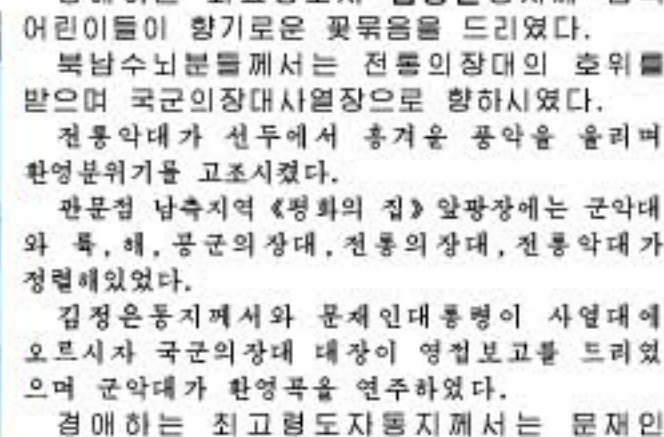 어린이들이 향기로운 꽃묶음을 드리였다.
북남수뇌분들께서는 전통의장대의 호위를
받으며 국군의장대사열장으로 향하시였다.
전통악대가 선두에서 흥겨운 풍악을 울리며
환영분위기를 고조시켰다.
판문점 남측지역 《평화의 집》 앞광장에는 군악대
와 륙, 해, 공군의장대, 전통의장대, 전통악대가
정렬해있었다.
김정은동지께서와 문재인대통령이 사열대에
오르시자 국군의장대 대장이 영접보고를 드리였
으며 군악대가 환영곡을 연주하였다.
경애하는 최고령도자동지께서는 문재인